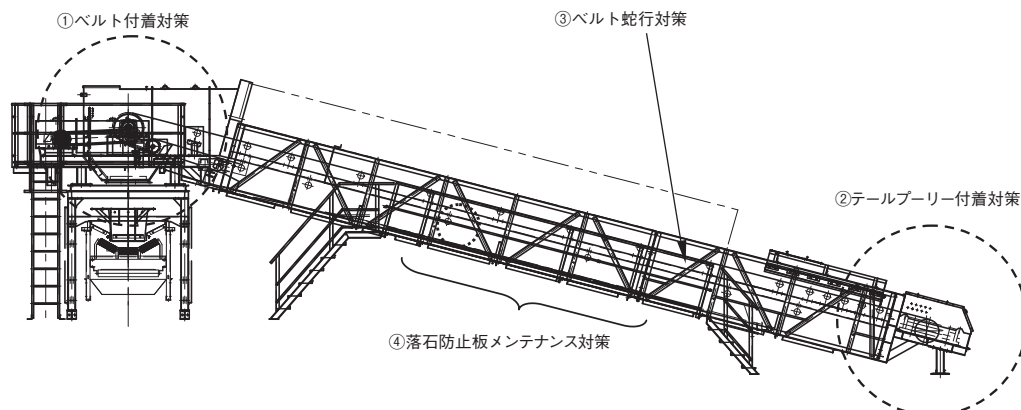 ①ベルト付着対策
③ベルト蛇行対策
②テールプーリー付着対策
④落石防止板メンテナンス対策